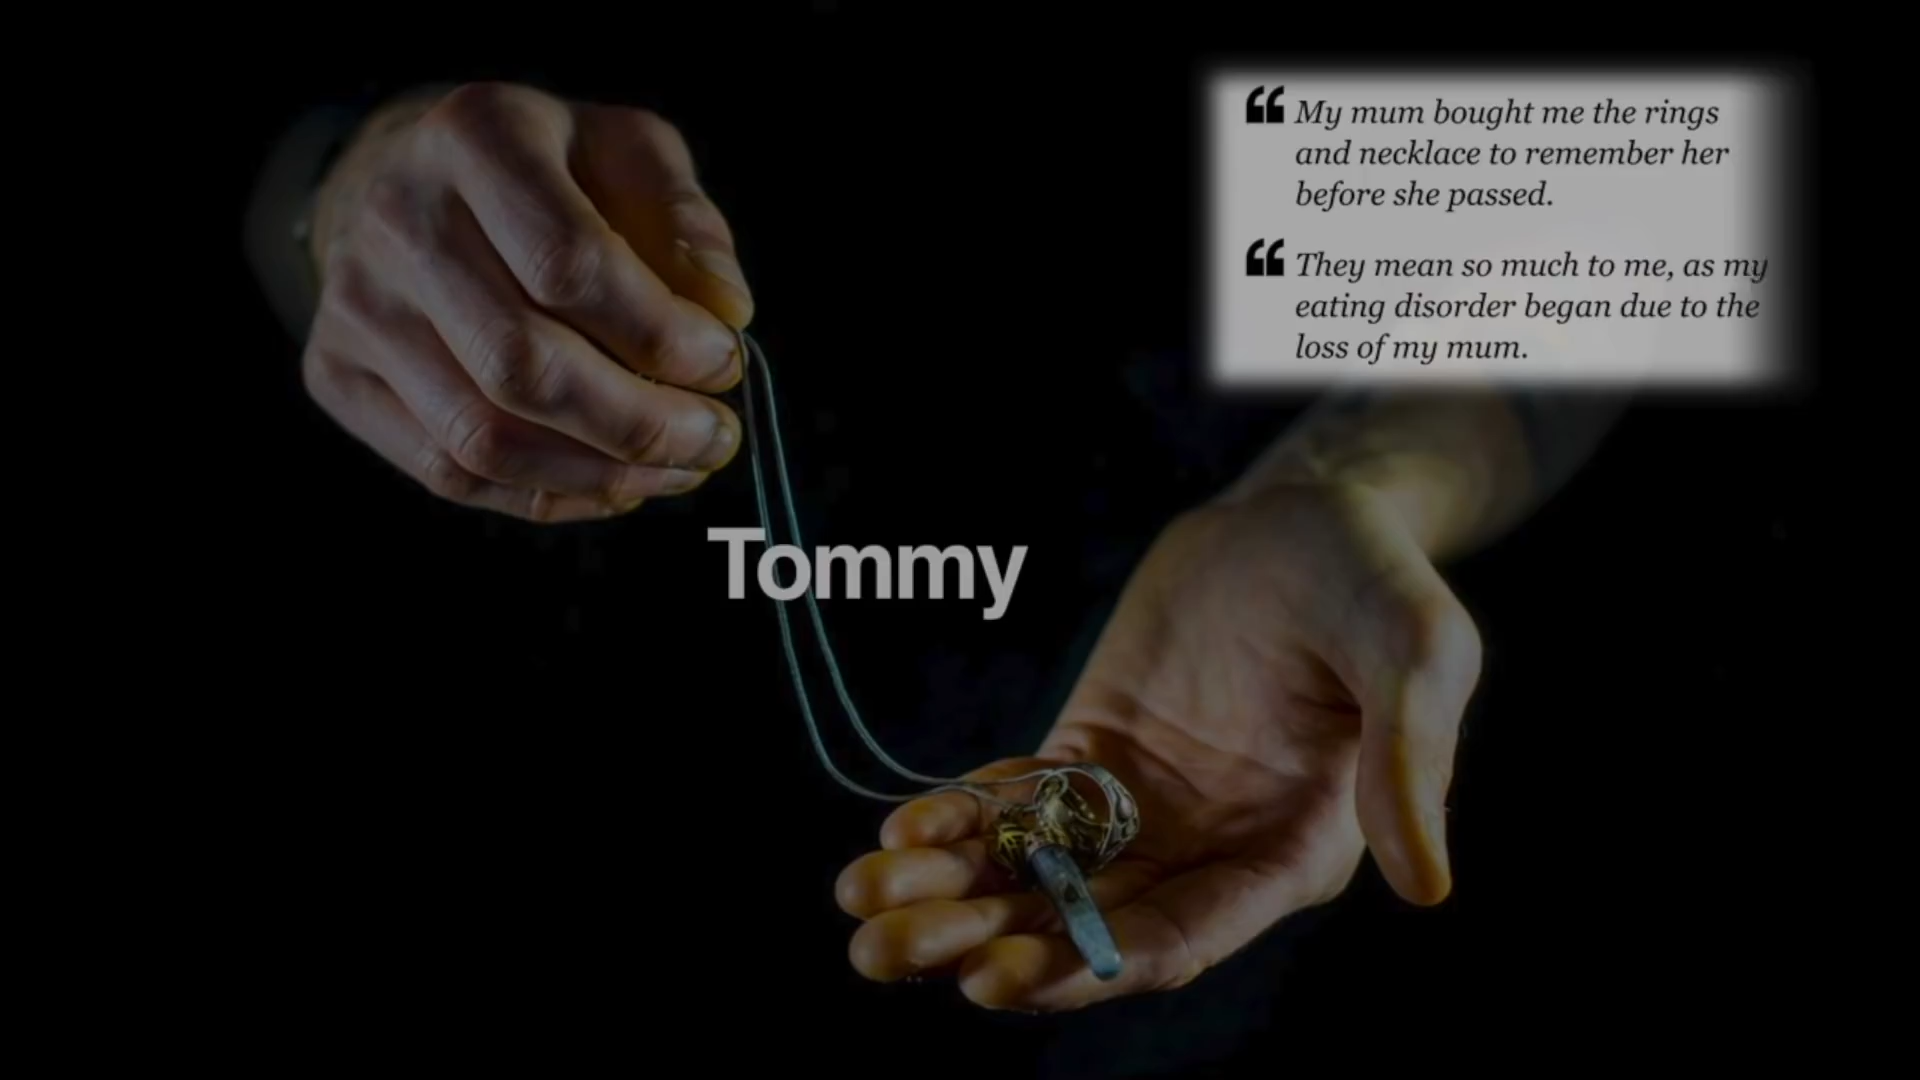 ❝ My mum bought me the rings
and necklace to remember her
before she passed.
❝ They mean so much to me, as my
eating disorder began due to the
loss of my mum.
Tommy